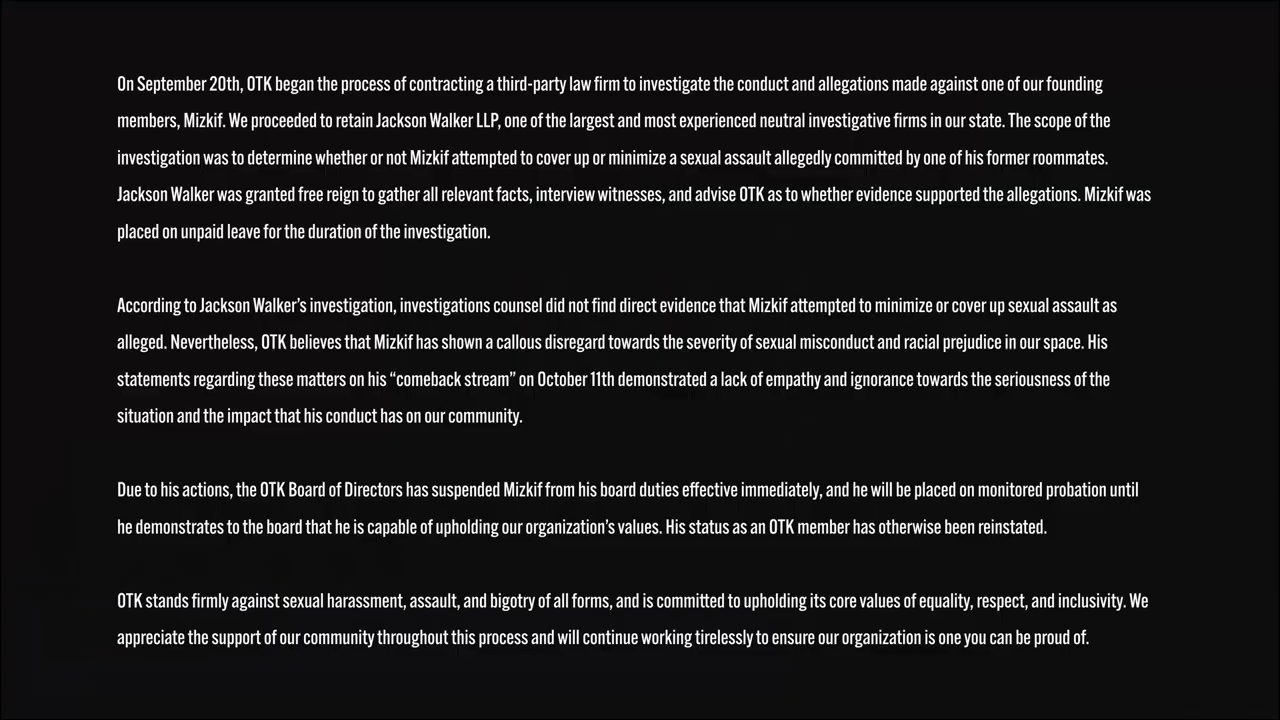 On September 20th, OTK began the process of contracting a third-party law firm to investigate the conduct and allegations made against one of our founding
members, Mizkif. We proceeded to retain Jackson Walker LLP, one of the largest and most experienced neutral investigative firms in our state. The scope of the
investigation was to determine whether or not Mizkif attempted to cover up or minimize a sexual assault allegedly committed by one of his former roommates.
Jackson Walker was granted free reign to gather all relevant facts, interview witnesses, and advise OTK as to whether evidence supported the allegations. Mizkif was
placed on unpaid leave for the duration of the investigation.
According to Jackson Walker’s investigation, investigations counsel did not find direct evidence that Mizkif attempted to minimize or cover up sexual assault as
alleged. Nevertheless, OTK believes that Mizkif has shown a callous disregard towards the severity of sexual misconduct and racial prejudice in our space. His
statements regarding these matters on his “comeback stream” on October 11th demonstrated a lack of empathy and ignorance towards the seriousness of the
situation and the impact that his conduct has on our community.
Due to his actions, the OTK Board of Directors has suspended Mizkif from his board duties effective immediately, and he will be placed on monitored probation until
he demonstrates to the board that he is capable of upholding our organization’s values. His status as an OTK member has otherwise been reinstated.
OTK stands firmly against sexual harassment, assault, and bigotry of all forms, and is committed to upholding its core values of equality, respect, and inclusivity. We
appreciate the support of our community throughout this process and will continue working tirelessly to ensure our organization is one you can be proud of.